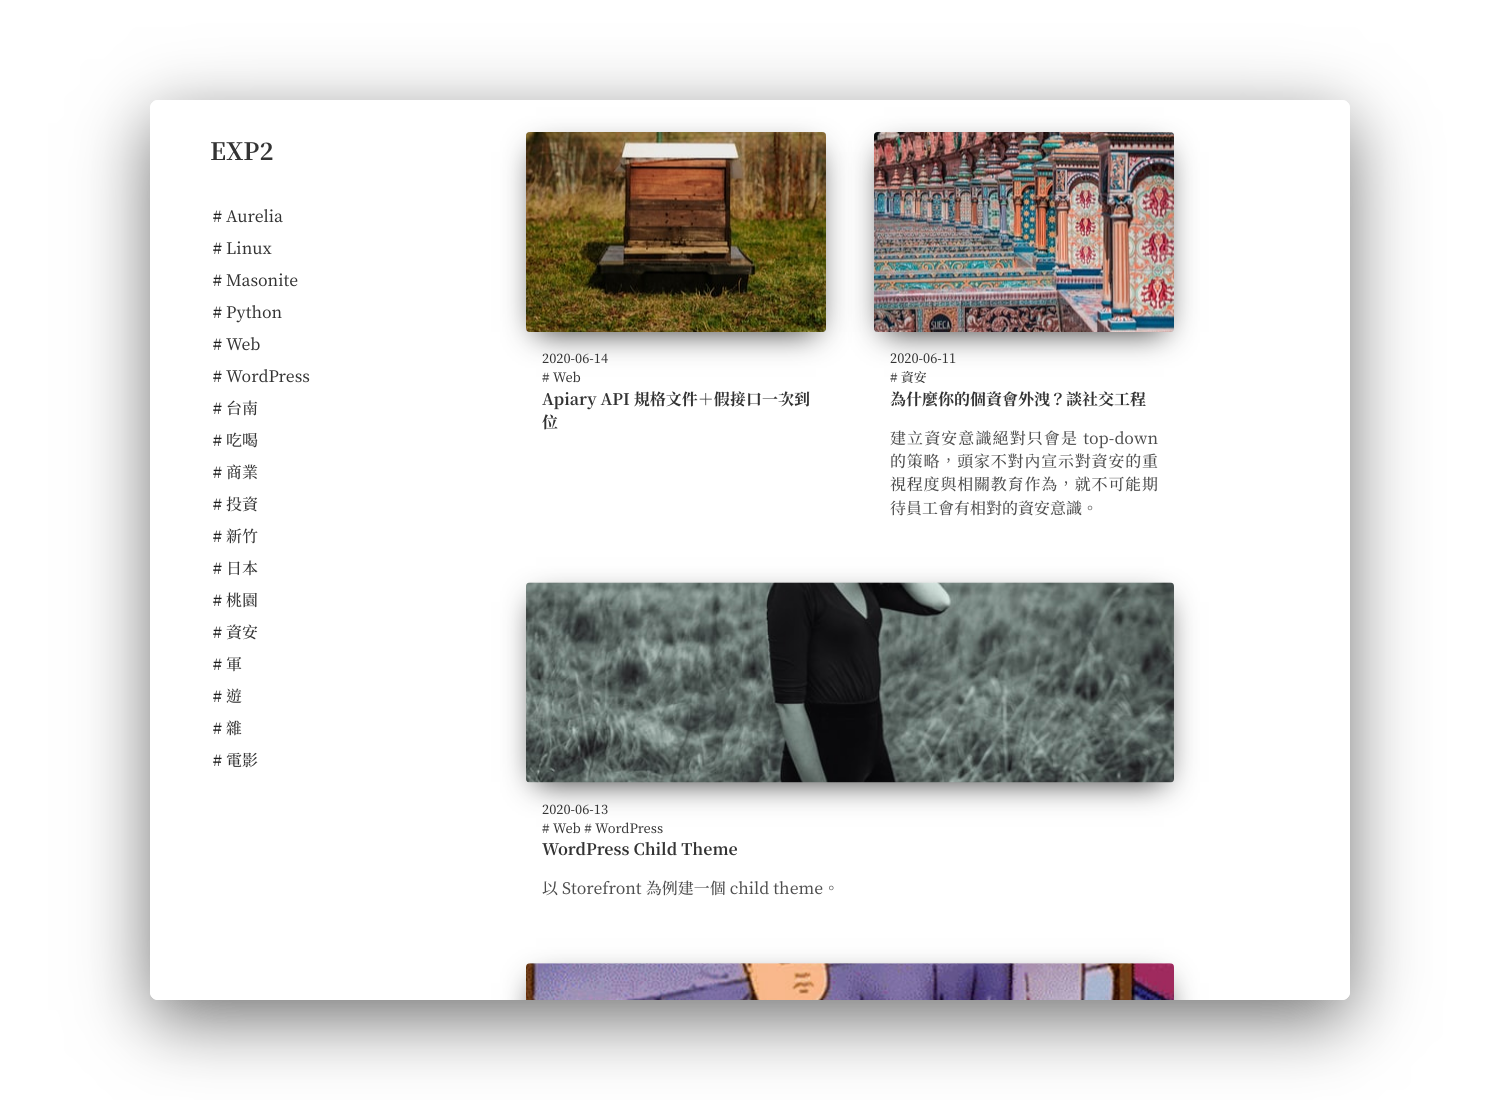 EXP2
# Aurelia
# Linux
# Masonite
# Python
# Web
# WordPress
# 台南
# 吃喝
# 商業
# 投資
# 新竹
# 日本
# 桃園
# 資安
# 軍
# 遊
# 雜
# 電影
2020-06-14
# Web
Apiary API 規格文件＋假接口一次到
位
SUECA
2020-06-11
# 資安
為什麼你的個資會外洩？談社交工程
建立資安意識絕對只會是 top-down
的策略，頭家不對內宣示對資安的重
視程度與相關教育作為，就不可能期
待員工會有相對的資安意識。
2020-06-13
# Web # WordPress
WordPress Child Theme
以 Storefront 為例建一個 child theme。